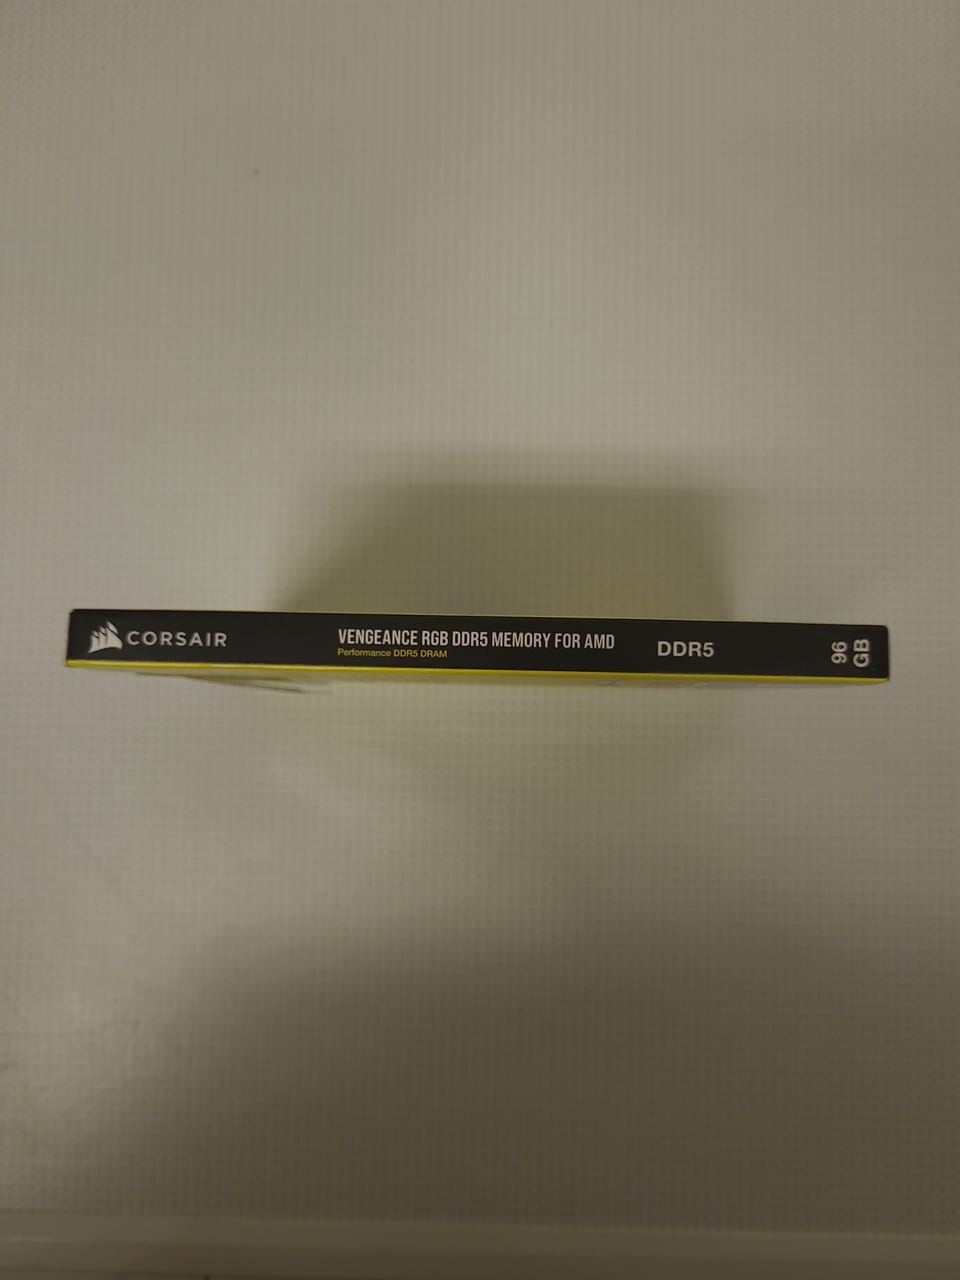 CORSAIR
VENGEANCE RGB DDR5 MEMORY FOR AMD
Performance DDR5 DRAM
DDR5
96
GB